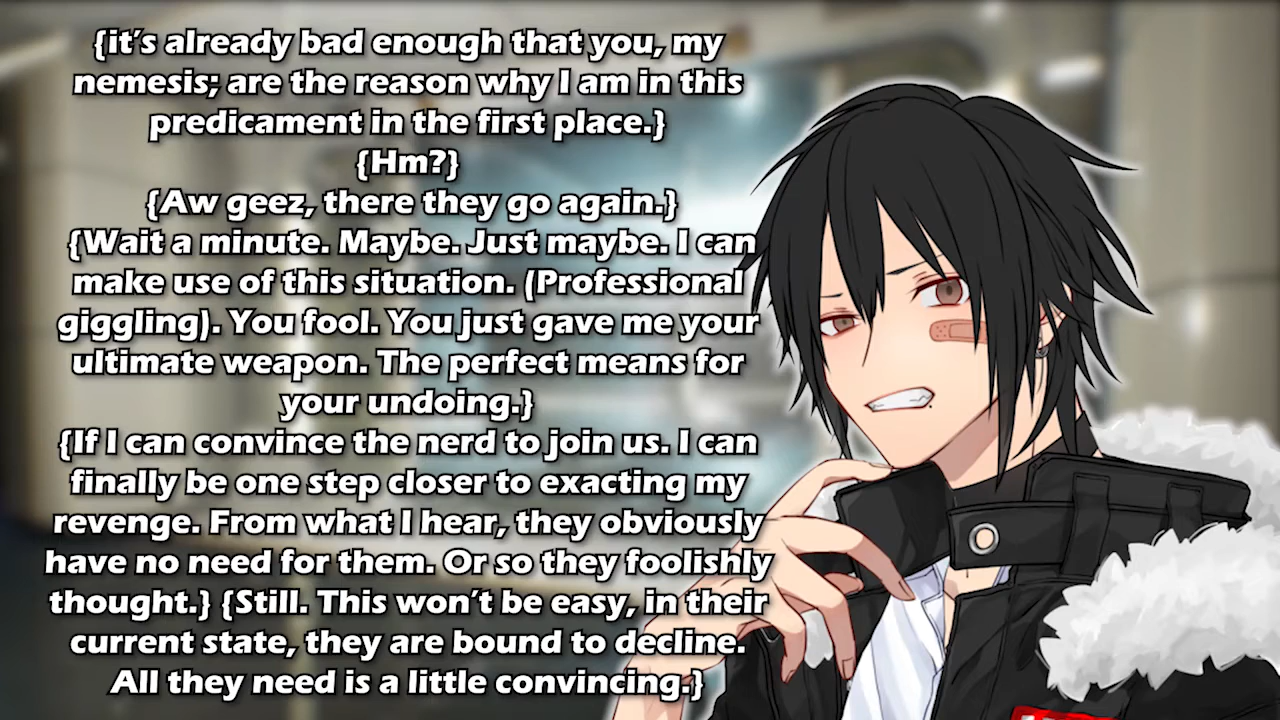 {it's already bad enough that you, my
nemesis; are the reason why I am in this
predicament in the first place.}
{Hm?}
{Aw geez, there they go again.}
{Wait a minute. Maybe. Just maybe. I can
make use of this situation. (Professional
giggling). You fool. You just gave me your
ultimate weapon. The perfect means for
your undoing.}
{If I can convince the nerd to join us. I can
finally be one step closer to exacting my
revenge. From what I hear, they obviously
have no need for them. Or so they foolishly
thought.} {Still. This won't be easy, in their
current state, they are bound to decline.
All they need is a little convincing.}